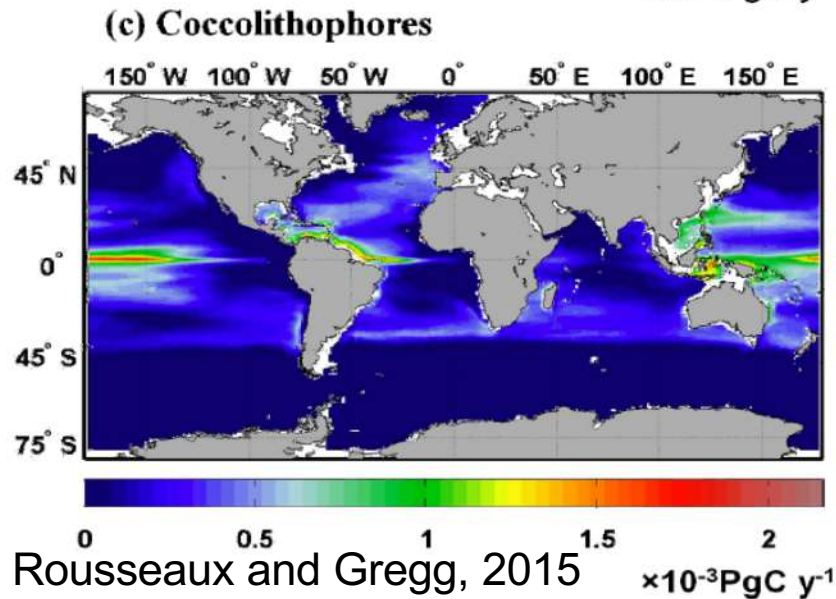 (c) Coccolithophores
150° W 100° W 50° W 0° 50° E 100° E 150° E
45° N
0°
45° S
75° S
0 0.5 1 1.5 2
Rousseaux and Gregg, 2015 ×10⁻³PgC y⁻¹